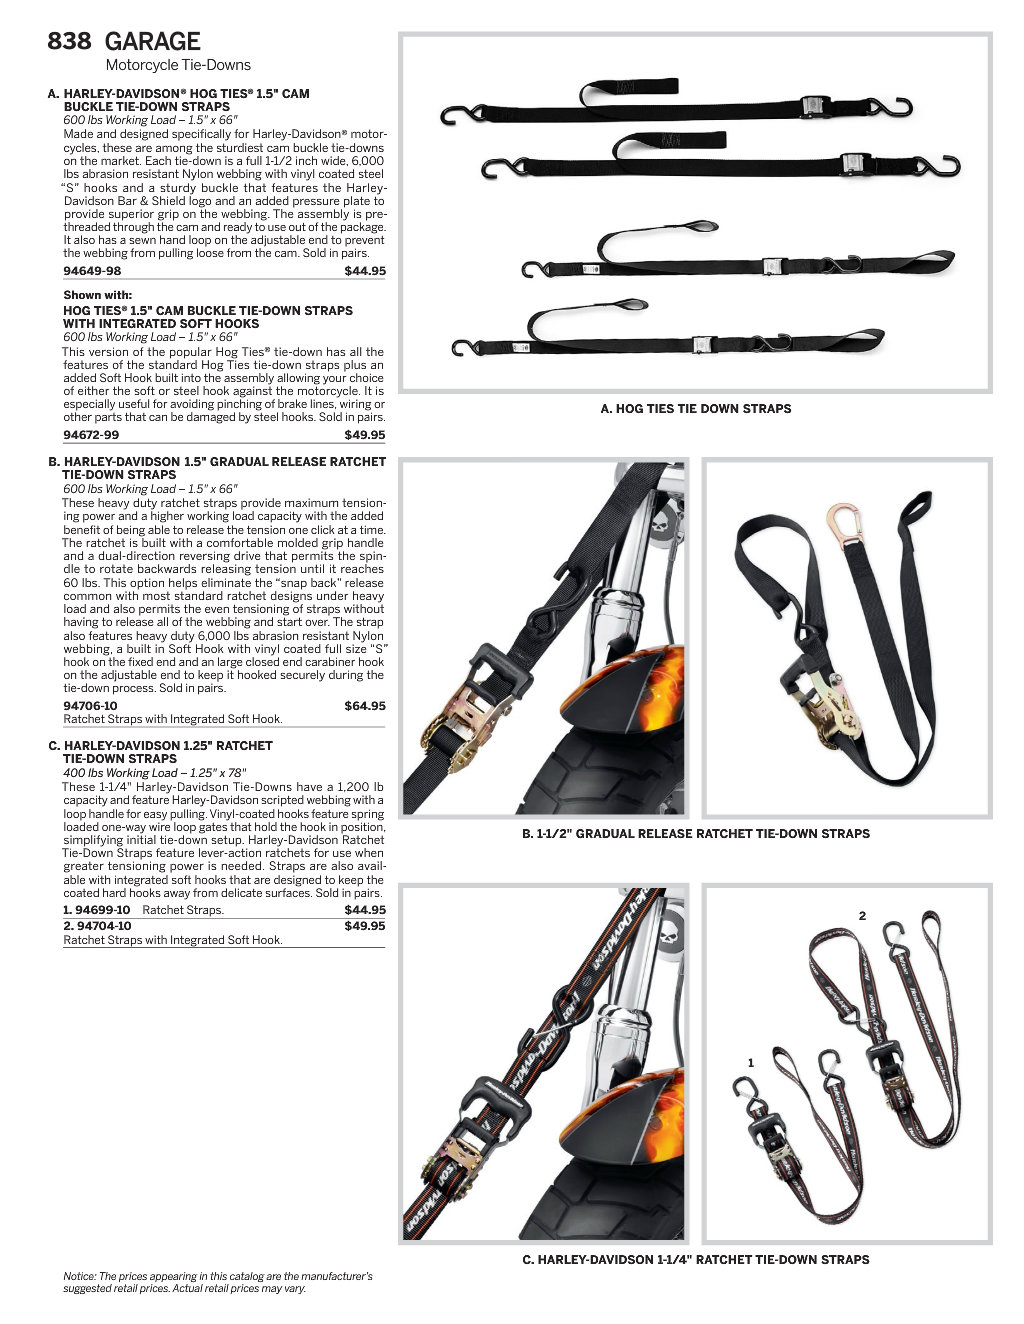 838 GARAGE
Motorcycle Tie-Downs
A. HARLEY-DAVIDSON® HOG TIES® 1.5" CAM
BUCKLE TIE-DOWN STRAPS
600 lbs Working Load – 1.5" x 66"
Made and designed specifically for Harley-Davidson® motor-
cycles, these are among the sturdiest cam buckle tie-downs
on the market. Each tie-down is a full 1-1/2 inch wide, 6,000
lbs abrasion resistant Nylon webbing with vinyl coated steel
“S” hooks and a sturdy buckle that features the Harley-
Davidson Bar & Shield logo and an added pressure plate to
provide superior grip on the webbing. The assembly is pre-
threaded through the cam and ready to use out of the package.
It also has a sewn hand loop on the adjustable end to prevent
the webbing from pulling loose from the cam. Sold in pairs.
94649-98 $44.95
Shown with:
HOG TIES® 1.5" CAM BUCKLE TIE-DOWN STRAPS
WITH INTEGRATED SOFT HOOKS
600 lbs Working Load – 1.5" x 66"
This version of the popular Hog Ties® tie-down has all the
features of the standard Hog Ties tie-down straps plus an
added Soft Hook built into the assembly allowing your choice
of either the soft or steel hook against the motorcycle. It is
especially useful for avoiding pinching of brake lines, wiring or
other parts that can be damaged by steel hooks. Sold in pairs.
94672-99 $49.95
B. HARLEY-DAVIDSON 1.5" GRADUAL RELEASE RATCHET
TIE-DOWN STRAPS
600 lbs Working Load – 1.5" x 66"
These heavy duty ratchet straps provide maximum tension-
ing power and a higher working load capacity with the added
benefit of being able to release the tension one click at a time.
The ratchet is built with a comfortable molded grip handle
and a dual-direction reversing drive that permits the spin-
dle to rotate backwards releasing tension until it reaches
60 lbs. This option helps eliminate the “snap back” release
common with most standard ratchet designs under heavy
load and also permits the even tensioning of straps without
having to release all of the webbing and start over. The strap
also features heavy duty 6,000 lbs abrasion resistant Nylon
webbing, a built in Soft Hook with vinyl coated full size “S”
hook on the fixed end and an large closed end carabiner hook
on the adjustable end to keep it hooked securely during the
tie-down process. Sold in pairs.
94706-10 $64.95
Ratchet Straps with Integrated Soft Hook.
C. HARLEY-DAVIDSON 1.25" RATCHET
TIE-DOWN STRAPS
400 lbs Working Load – 1.25" x 78"
These 1-1/4" Harley-Davidson Tie-Downs have a 1,200 lb
capacity and feature Harley-Davidson scripted webbing with a
loop handle for easy pulling. Vinyl-coated hooks feature spring
loaded one-way wire loop gates that hold the hook in position,
simplifying initial tie-down setup. Harley-Davidson Ratchet
Tie-Down Straps feature lever-action ratchets for use when
greater tensioning power is needed. Straps are also avail-
able with integrated soft hooks that are designed to keep the
coated hard hooks away from delicate surfaces. Sold in pairs.
1. 94699-10 Ratchet Straps. $44.95
2. 94704-10 $49.95
Ratchet Straps with Integrated Soft Hook.
Notice: The prices appearing in this catalog are the manufacturer’s
suggested retail prices. Actual retail prices may vary.
A. HOG TIES TIE DOWN STRAPS
B. 1-1/2" GRADUAL RELEASE RATCHET TIE-DOWN STRAPS
2
1
C. HARLEY-DAVIDSON 1-1/4" RATCHET TIE-DOWN STRAPS